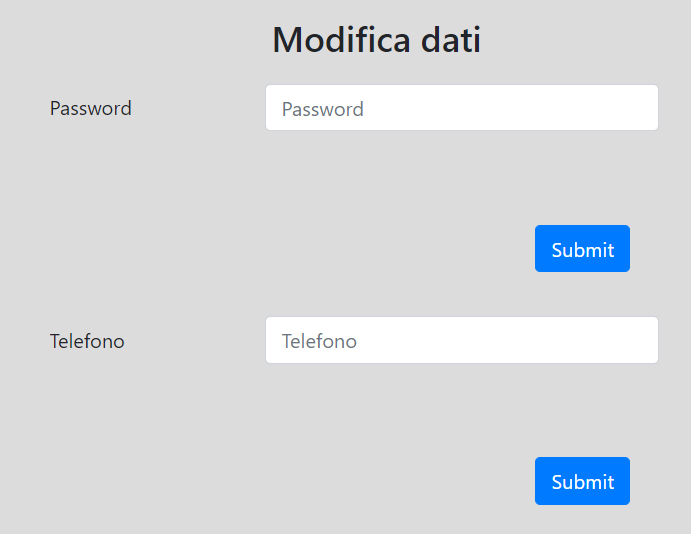 Modifica dati
Password Password
Submit
Telefono Telefono
Submit